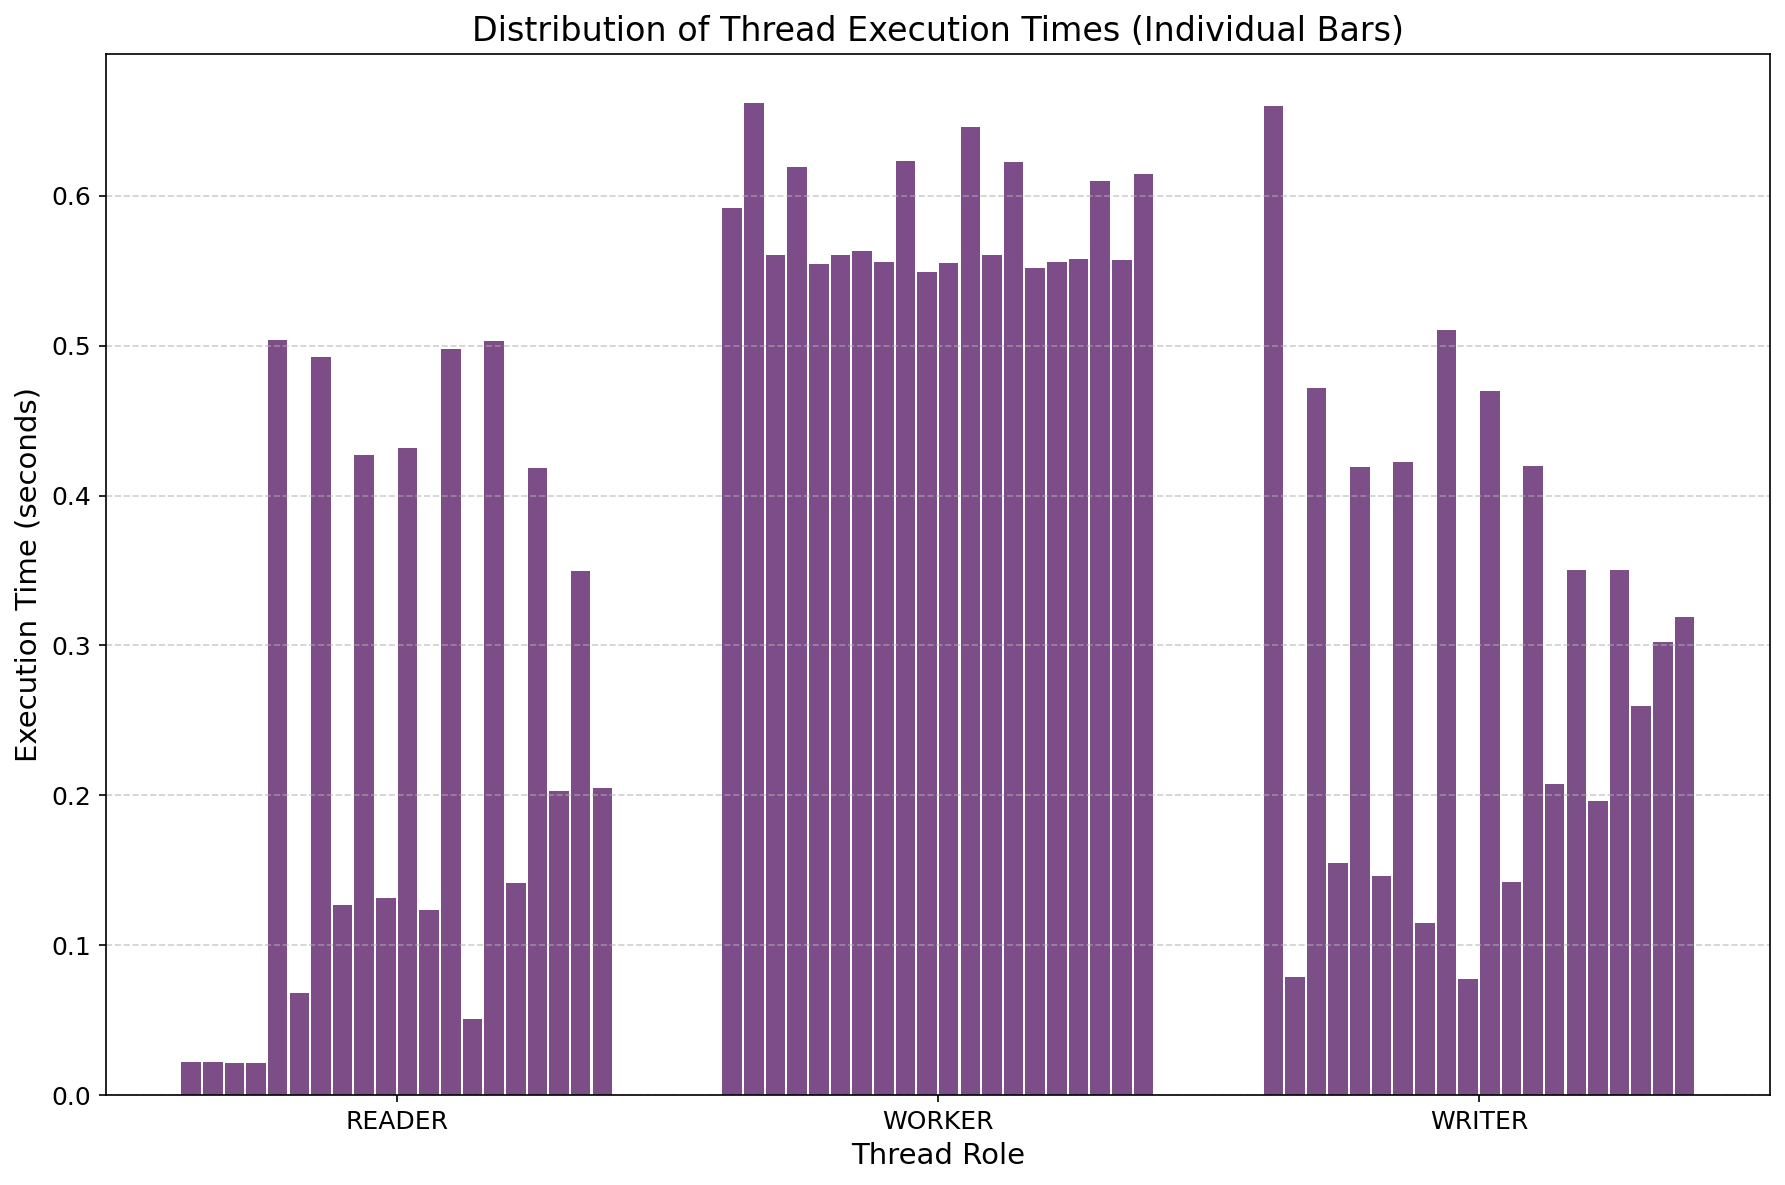 Distribution of Thread Execution Times (Individual Bars)
Execution Time (seconds)
0.6
0.5
0.4
0.3
0.2
0.1
0.0
READER WORKER WRITER
Thread Role